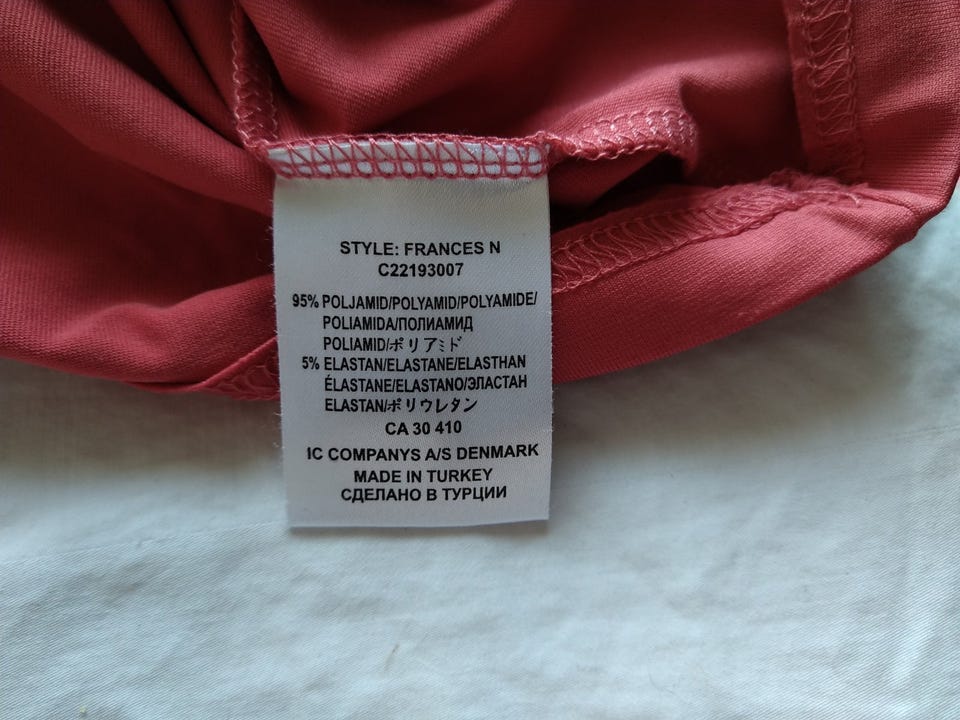 STYLE: FRANCES N
C22193007
95% POLJAMID/POLYAMID/POLYAMIDE/
POLIAMIDA/ПОЛИАМИД
POLIAMID/ポリアミド
5% ELASTAN/ELASTANE/ELASTHAN
ÉLASTANE/ELASTANO/ЭЛАСТАН
ELASTAN/ポリウレタン
CA 30 410
IC COMPANYS A/S DENMARK
MADE IN TURKEY
СДЕЛАНО В ТУРЦИИ